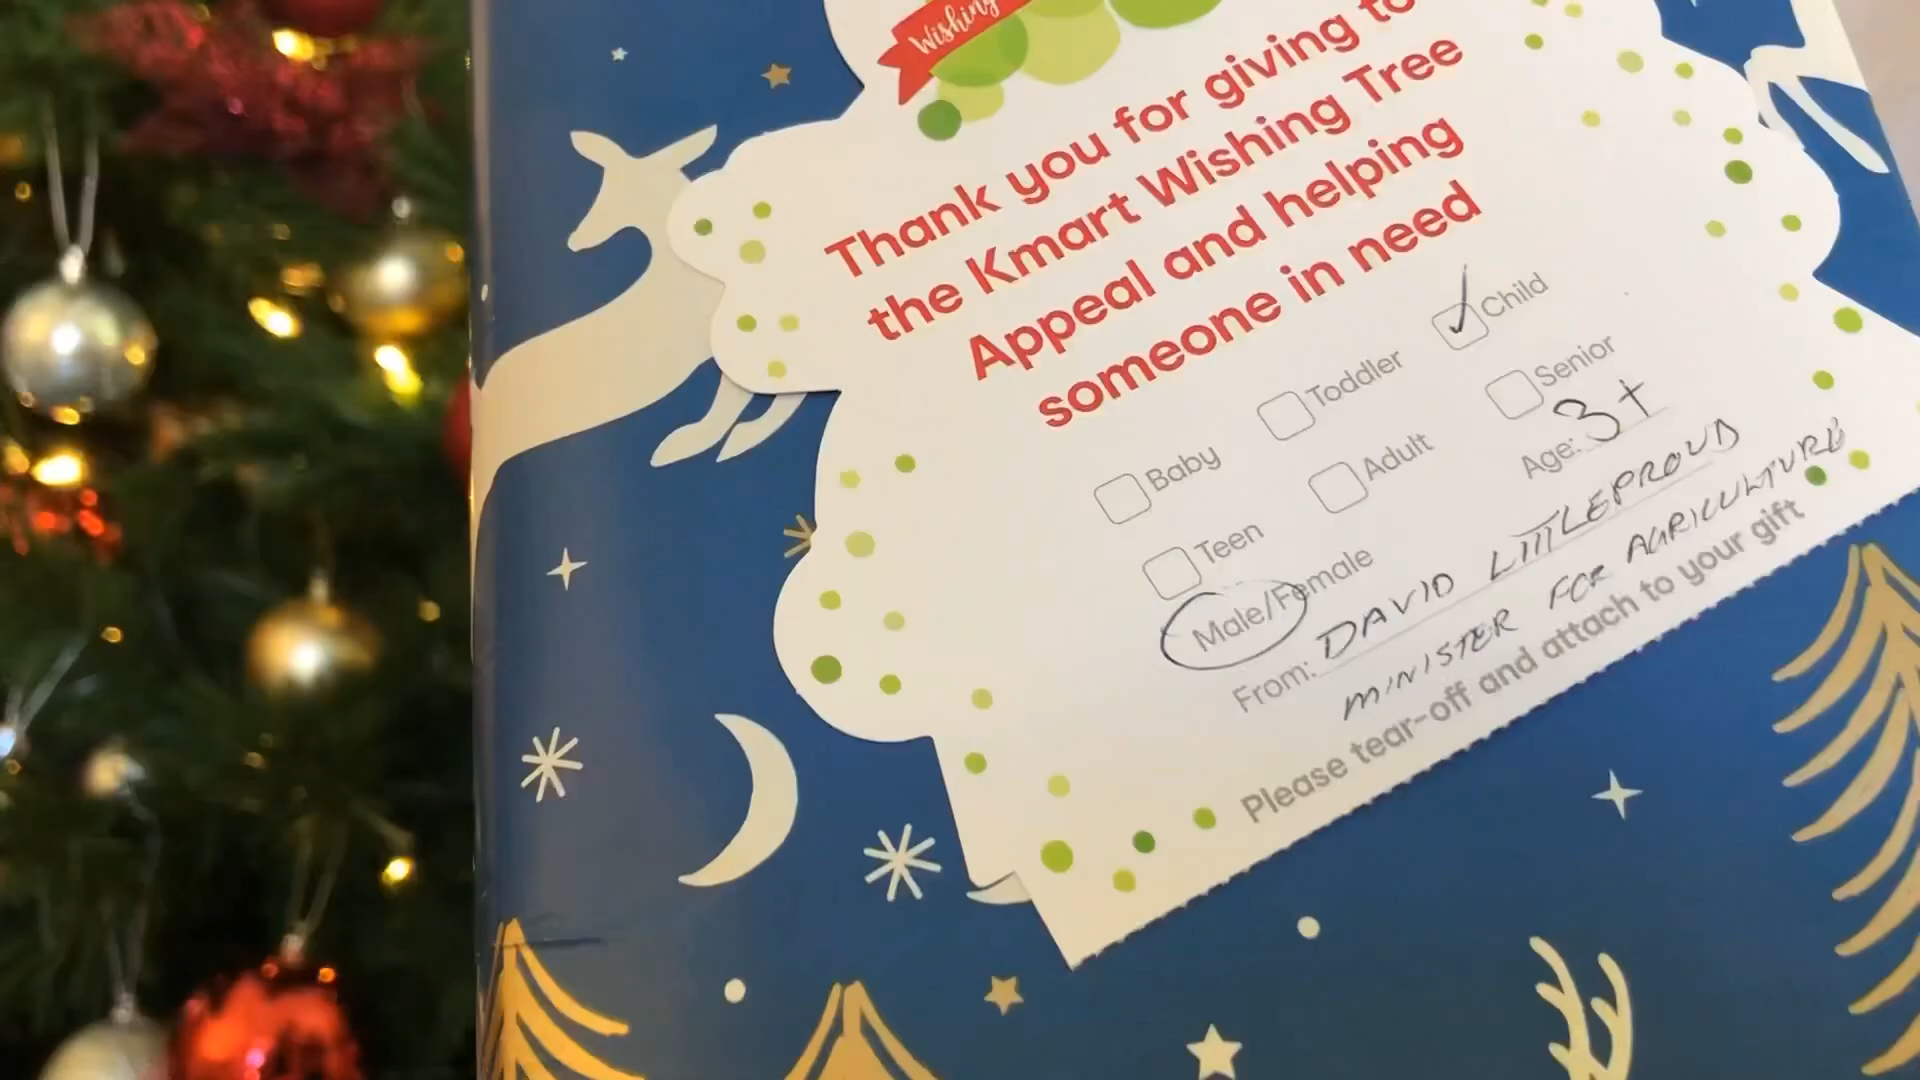 Wishing
Thank you for giving to
the Kmart Wishing Tree
Appeal and helping
someone in need
Baby
Toddler
Child
Teen
Adult
Senior
Male/Female
Age: 3+
From: DAVID LITTLEPROUD
MINISTER FOR AGRICULTURE
Please tear-off and attach to your gift